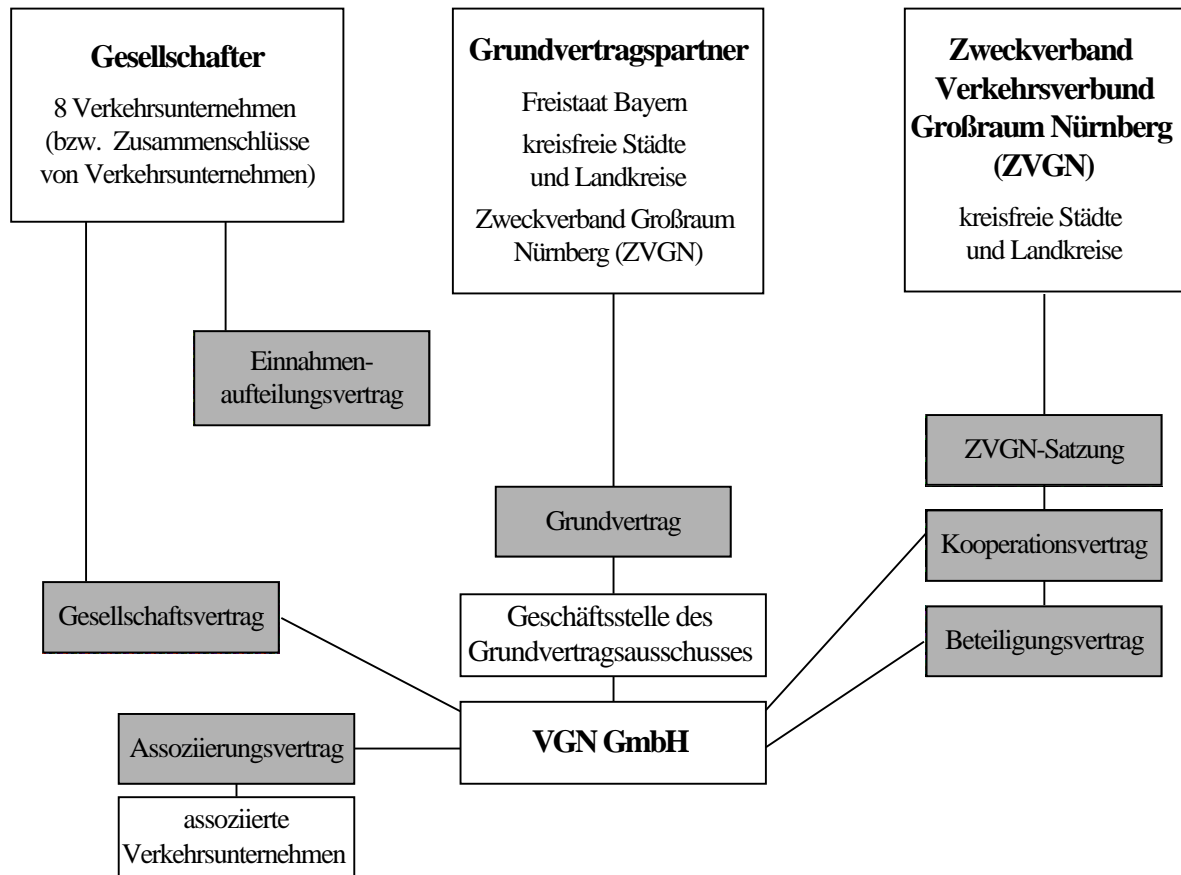 Gesellschafter
8 Verkehrsunternehmen
(bzw. Zusammenschlüsse
von Verkehrsunternehmen)
Grundvertragspartner
Freistaat Bayern
kreisfreie Städte
und Landkreise
Zweckverband Großraum
Nürnberg (ZVGN)
Zweckverband
Verkehrsverbund
Großraum Nürnberg
(ZVGN)
kreisfreie Städte
und Landkreise
Einnahmen-
aufteilungsvertrag
ZVGN-Satzung
Grundvertrag
Kooperationsvertrag
Gesellschaftsvertrag
Geschäftsstelle des
Grundvertragsausschusses
Beteiligungsvertrag
Assoziierungsvertrag
VGN GmbH
assoziierte
Verkehrsunternehmen